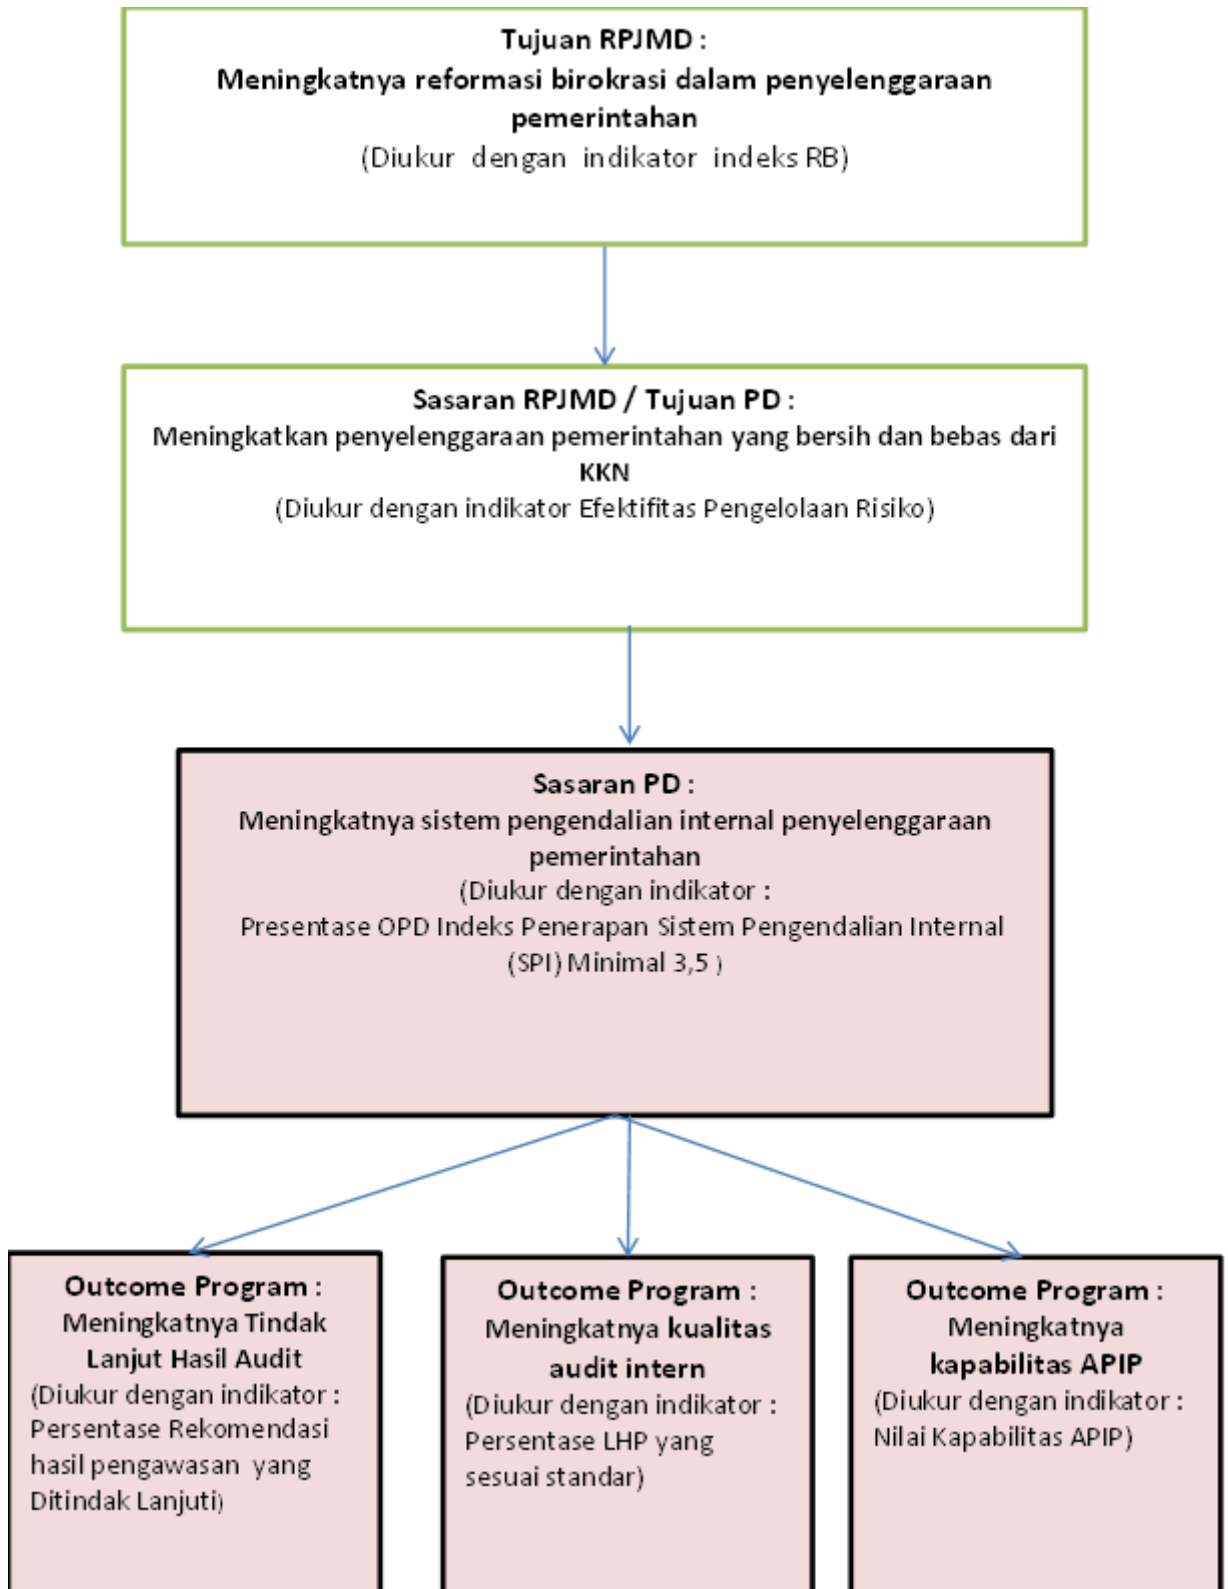 Tujuan RPJMD :
Meningkatnya reformasi birokrasi dalam penyelenggaraan
pemerintahan
(Diukur dengan indikator indeks RB)
Sasaran RPJMD / Tujuan PD :
Meningkatkan penyelenggaraan pemerintahan yang bersih dan bebas dari
KKN
(Diukur dengan indikator Efektifitas Pengelolaan Risiko)
Sasaran PD :
Meningkatnya sistem pengendalian internal penyelenggaraan
pemerintahan
(Diukur dengan indikator :
Presentase OPD Indeks Penerapan Sistem Pengendalian Internal
(SPI) Minimal 3,5 )
Outcome Program :
Meningkatnya Tindak
Lanjut Hasil Audit
(Diukur dengan indikator :
Persentase Rekomendasi
hasil pengawasan yang
Ditindak Lanjuti)
Outcome Program :
Meningkatnya kualitas
audit intern
(Diukur dengan indikator :
Persentase LHP yang
sesuai standar)
Outcome Program :
Meningkatnya
kapabilitas APIP
(Diukur dengan indikator :
Nilai Kapabilitas APIP)